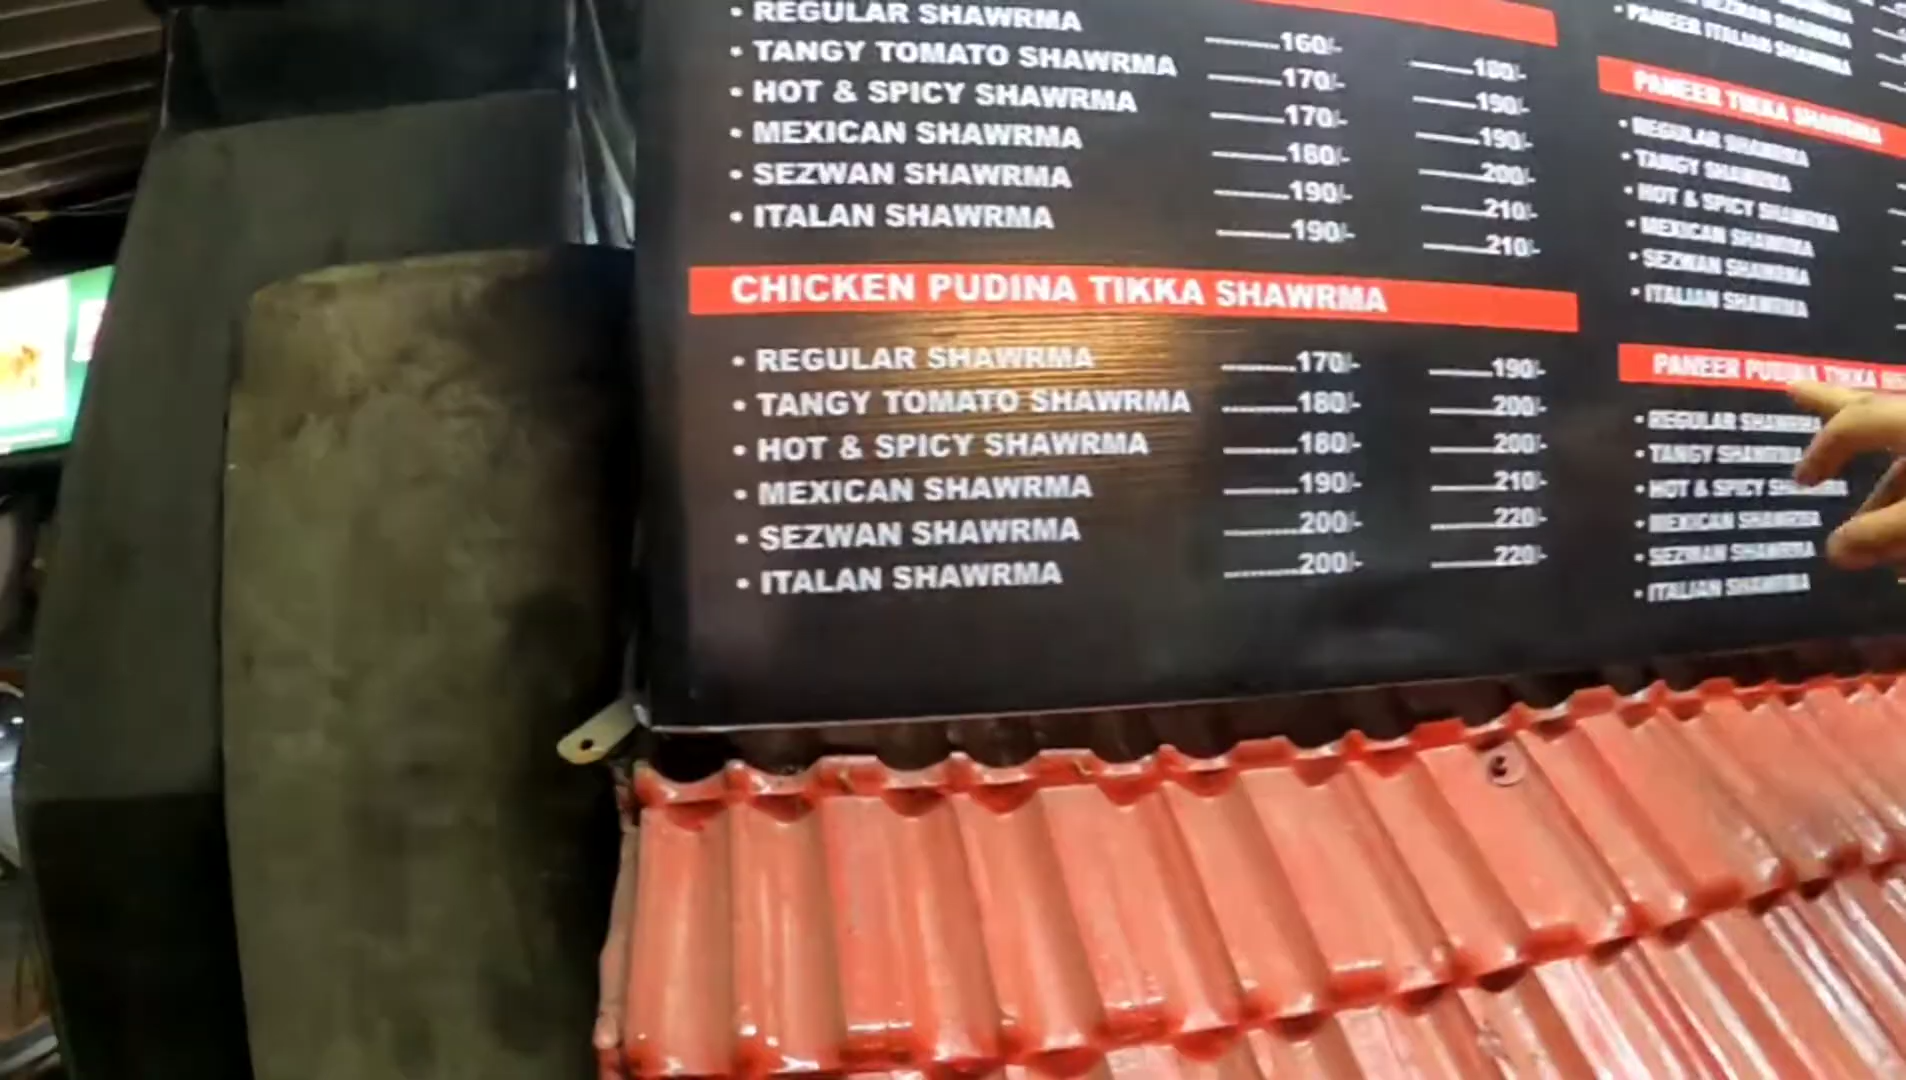 • REGULAR SHAWRMA .........160/- .........180/-
• TANGY TOMATO SHAWRMA .........170/- .........190/-
• HOT & SPICY SHAWRMA .........170/- .........190/-
• MEXICAN SHAWRMA .........180/- .........200/-
• SEZWAN SHAWRMA .........190/- .........210/-
• ITALAN SHAWRMA .........190/- .........210/-
CHICKEN PUDINA TIKKA SHAWRMA
• REGULAR SHAWRMA .........170/- .........190/-
• TANGY TOMATO SHAWRMA .........180/- .........200/-
• HOT & SPICY SHAWRMA .........180/- .........200/-
• MEXICAN SHAWRMA .........190/- .........210/-
• SEZWAN SHAWRMA .........200/- .........220/-
• ITALAN SHAWRMA .........200/- .........220/-
SEZWAN SHAWRMA
• PANEER ITALIAN SHAWRMA
PANEER TIKKA SHAWRMA
• REGULAR SHAWRMA
• TANGY SHAWRMA
• HOT & SPICY SHAWRMA
• MEXICAN SHAWRMA
• SEZWAN SHAWRMA
• ITALIAN SHAWRMA
PANEER PUDINA TIKKA
• REGULAR SHAWRMA
• TANGY SHAWRMA
• HOT & SPICY SHAWRMA
• MEXICAN SHAWRMA
• SEZWAN SHAWRMA
• ITALIAN SHAWRMA